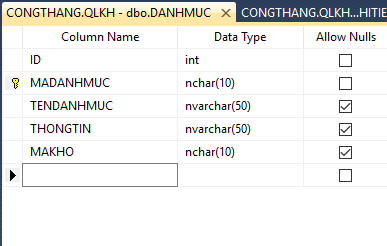 CONGTHANG.QLKH - dbo.DANHMUC CONGTHANG.QLKH...HITIE
Column Name Data Type Allow Nulls
ID int
MADANHMUC nchar(10)
TENDANHMUC nvarchar(50)
THONGTIN nvarchar(50)
MAKHO nchar(10)